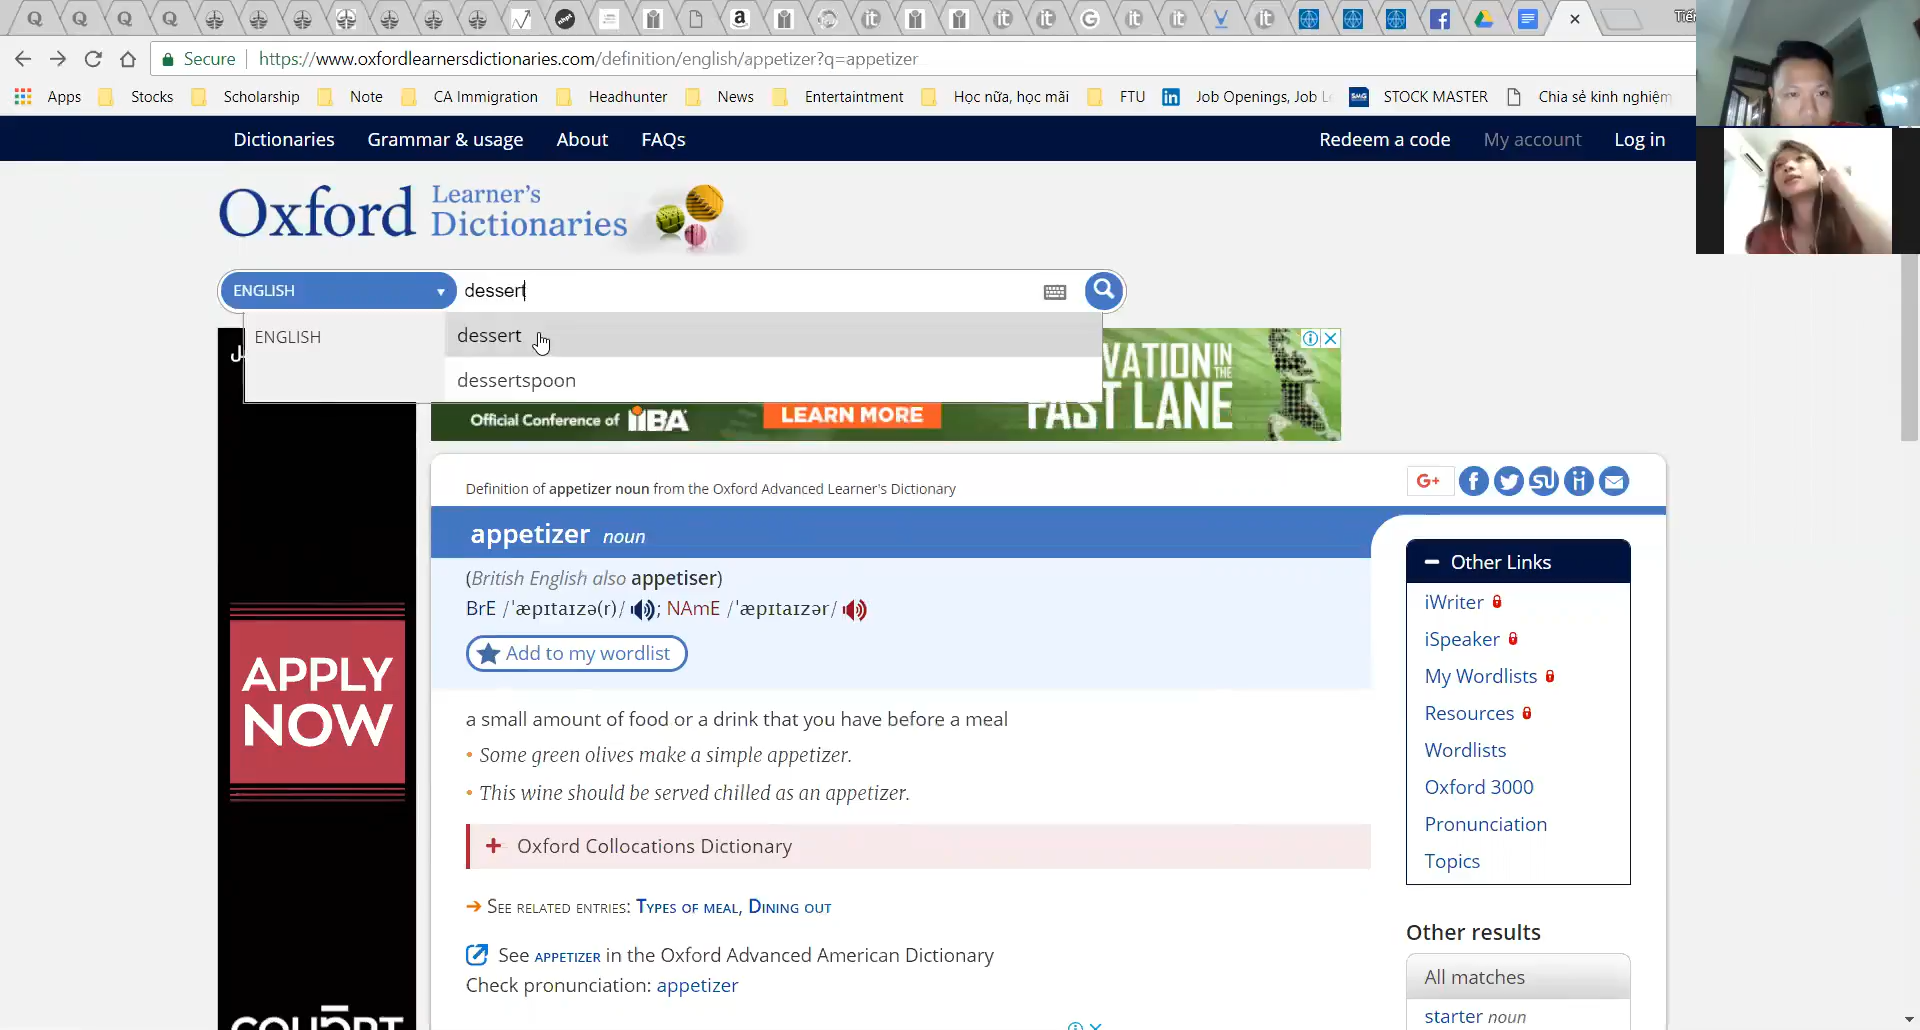 Secure
https://www.oxfordlearnersdictionaries.com/definition/english/appetizer?q=appetizer
Apps Stocks Scholarship Note CA Immigration Headhunter News Entertaintment Học nữa, học mãi FTU Job Openings, Job STOCK MASTER Chia sẻ kinh nghiệm
Dictionaries Grammar & usage About FAQs Redeem a code My account Log in
Oxford Learner's Dictionaries
ENGLISH dessert
ENGLISH dessert
dessertspoon
VATION IN THE
FAST LANE
Official Conference of IIBA
LEARN MORE
APPLY NOW
Definition of appetizer noun from the Oxford Advanced Learner's Dictionary
G+
appetizer noun
(British English also appetiser)
BrE /ˈæpɪtaɪzə(r)/ ; NAmE /ˈæpɪtaɪzər/
Add to my wordlist
a small amount of food or a drink that you have before a meal
• Some green olives make a simple appetizer.
• This wine should be served chilled as an appetizer.
+ Oxford Collocations Dictionary
See related entries: Types of meal, Dining out
See APPETIZER in the Oxford Advanced American Dictionary
Check pronunciation: appetizer
Other Links
iWriter
iSpeaker
My Wordlists
Resources
Wordlists
Oxford 3000
Pronunciation
Topics
Other results
All matches
starter noun